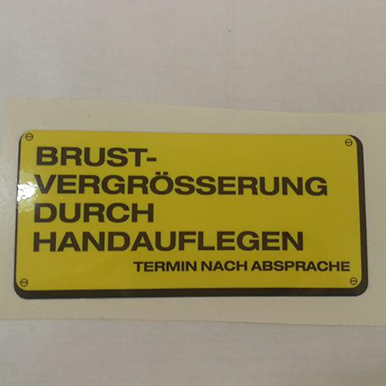 BRUST-
VERGRÖSSERUNG
DURCH
HANDAUFLEGEN
TERMIN NACH ABSPRACHE